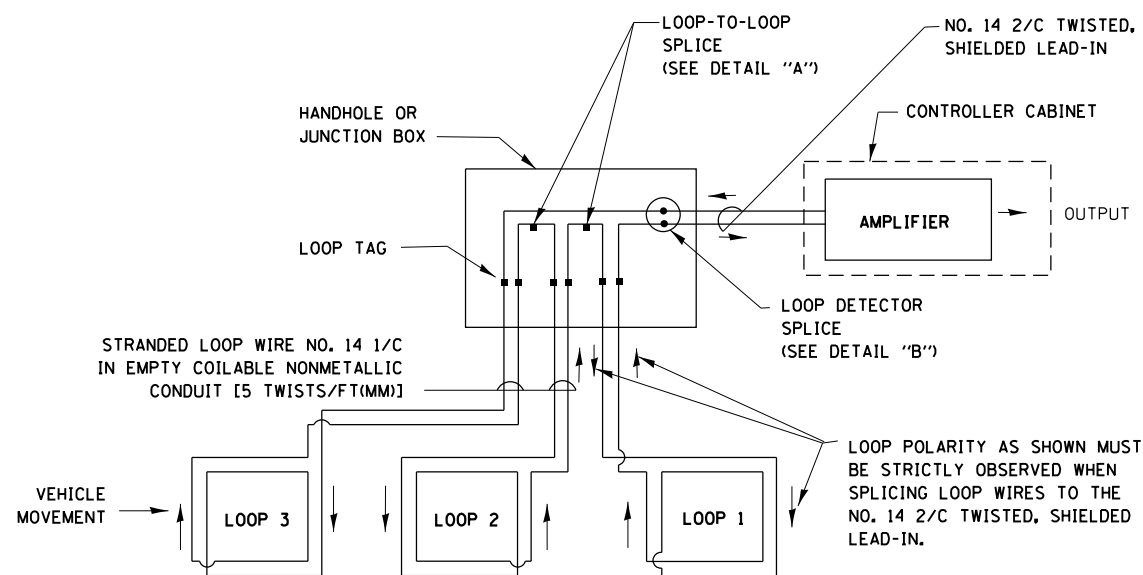 LOOP-TO-LOOP
SPLICE
(SEE DETAIL "A")
NO. 14 2/C TWISTED,
SHIELDED LEAD-IN
HANDHOLE OR
JUNCTION BOX
CONTROLLER CABINET
AMPLIFIER
OUTPUT
LOOP TAG
LOOP DETECTOR
SPLICE
(SEE DETAIL "B")
STRANDED LOOP WIRE NO. 14 1/C
IN EMPTY COILABLE NONMETALLIC
CONDUIT [5 TWISTS/FT(MM)]
LOOP POLARITY AS SHOWN MUST
BE STRICTLY OBSERVED WHEN
SPLICING LOOP WIRES TO THE
NO. 14 2/C TWISTED, SHIELDED
LEAD-IN.
VEHICLE
MOVEMENT
LOOP 3
LOOP 2
LOOP 1